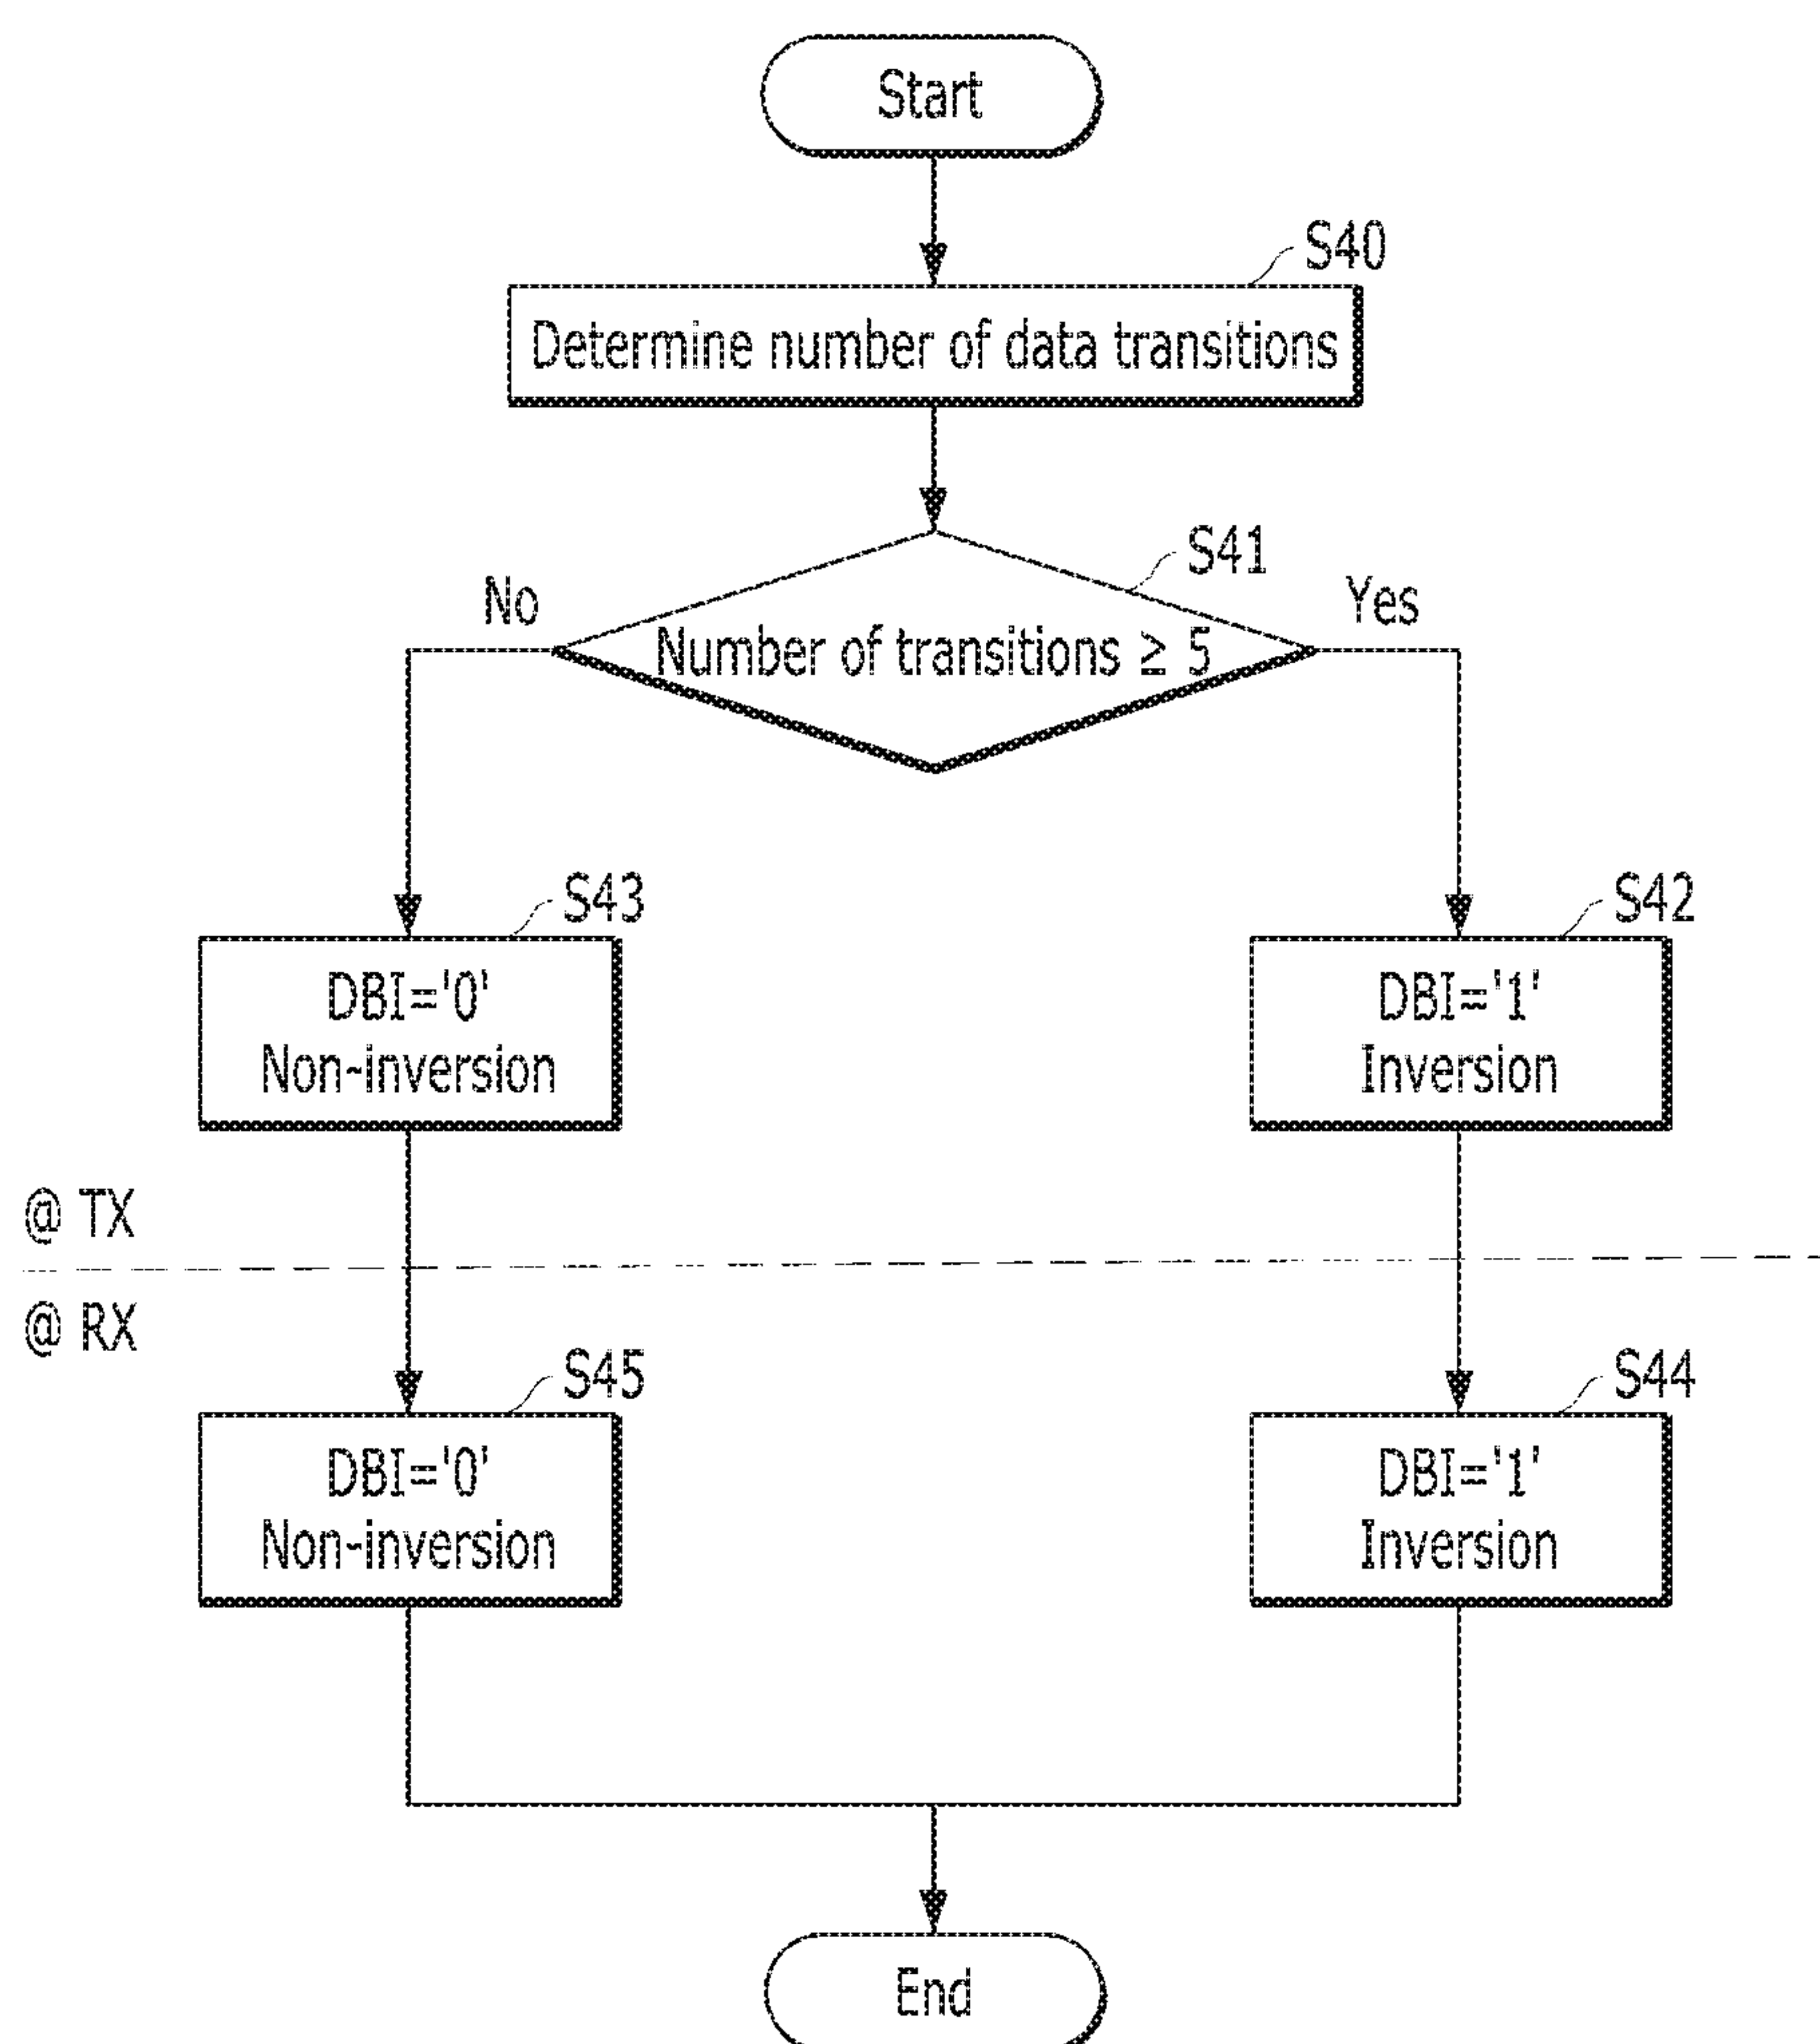 Start
S40
Determine number of data transitions
S41
No
Yes
Number of transitions ≥ 5
S43
S42
DBI='0'
Non-inversion
DBI='1'
Inversion
@ TX
@ RX
S45
S44
DBI='0'
Non-inversion
DBI='1'
Inversion
End